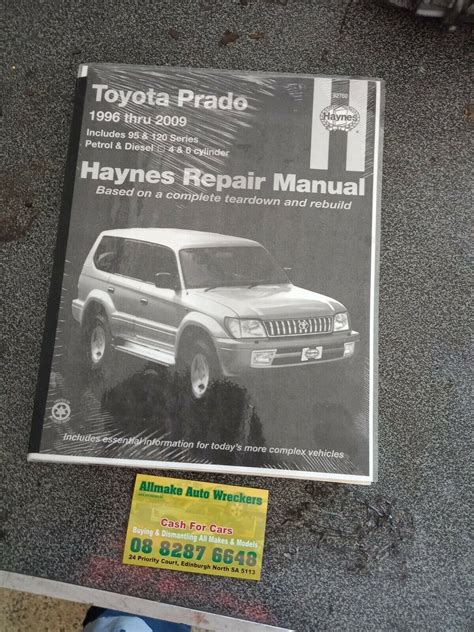 Toyota Prado
1996 thru 2009
Includes 95 & 120 Series
Petrol & Diesel □ 4 & 6 cylinder
92760
Haynes
Haynes Repair Manual
Based on a complete teardown and rebuild
Haynes
Includes essential information for today's more complex vehicles
Allmake Auto Wreckers
Cash For Cars
Buying & Dismantling All Makes & Models
08 8287 6648
24 Priority Court, Edinburgh North SA 5113